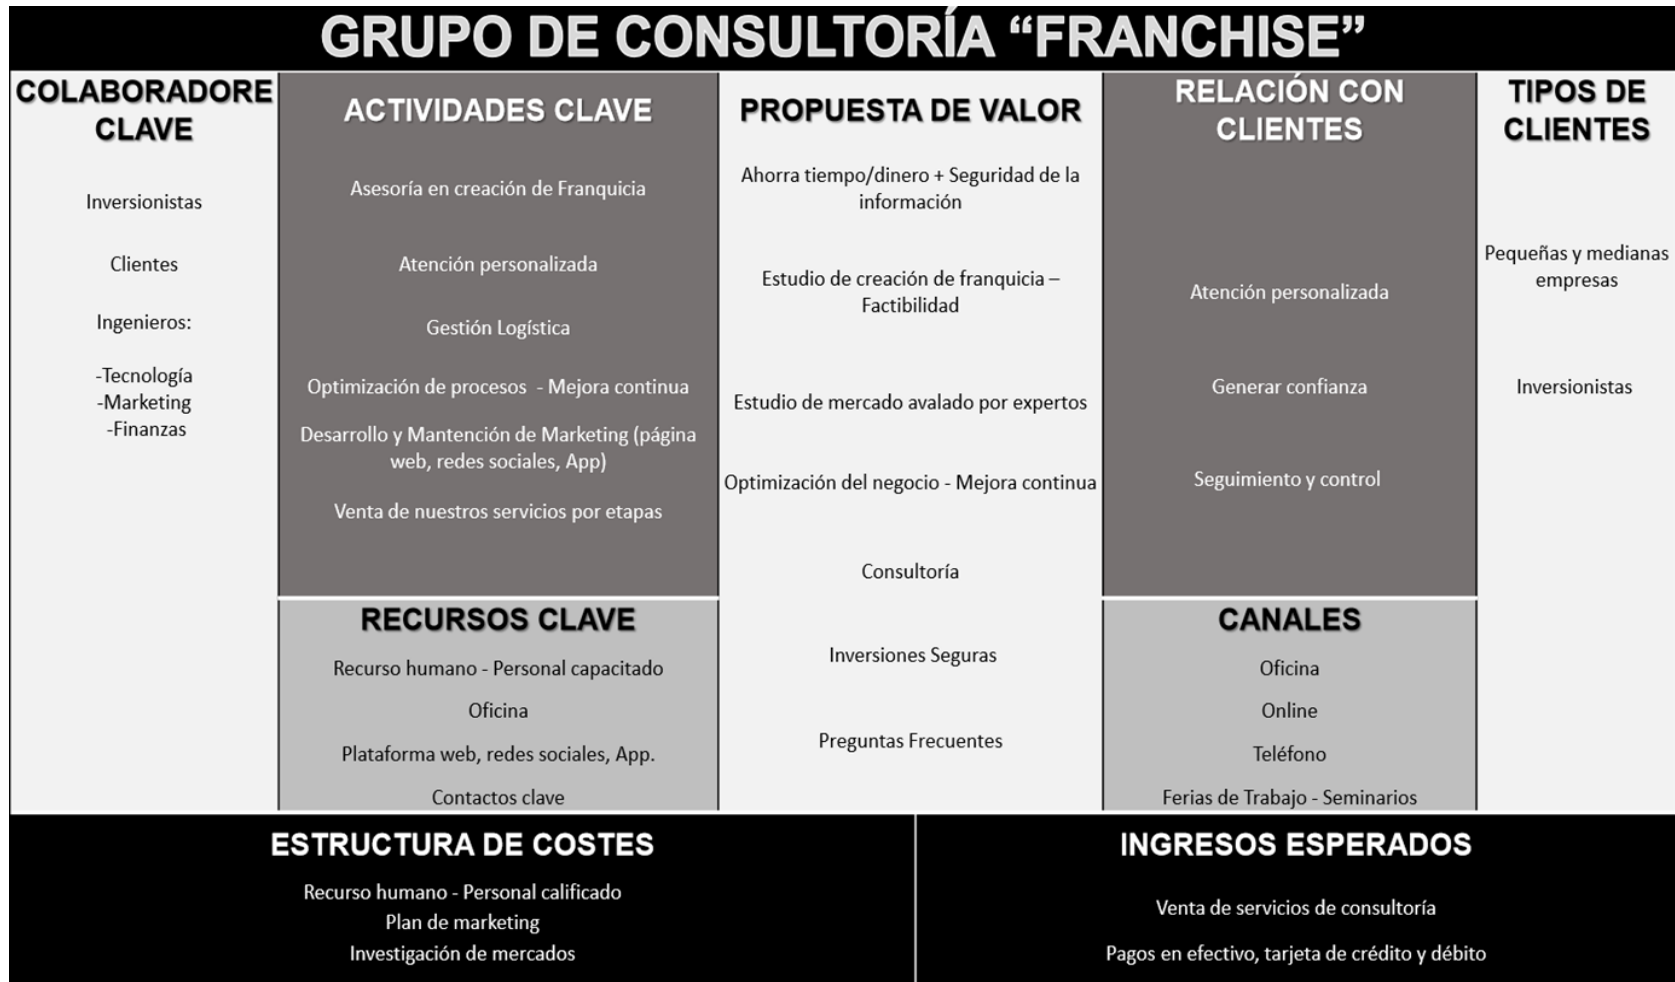 GRUPO DE CONSULTORÍA “FRANCHISE”
COLABORADORE
CLAVE
Inversionistas
Clientes
Ingenieros:
-Tecnología
-Marketing
-Finanzas
ACTIVIDADES CLAVE
Asesoría en creación de Franquicia
Atención personalizada
Gestión Logística
Optimización de procesos - Mejora continua
Desarrollo y Mantención de Marketing (página
web, redes sociales, App)
Venta de nuestros servicios por etapas
RECURSOS CLAVE
Recurso humano - Personal capacitado
Oficina
Plataforma web, redes sociales, App.
Contactos clave
PROPUESTA DE VALOR
Ahorra tiempo/dinero + Seguridad de la
información
Estudio de creación de franquicia –
Factibilidad
Estudio de mercado avalado por expertos
Optimización del negocio - Mejora continua
Consultoría
Inversiones Seguras
Preguntas Frecuentes
RELACIÓN CON
CLIENTES
Atención personalizada
Generar confianza
Seguimiento y control
CANALES
Oficina
Online
Teléfono
Ferias de Trabajo - Seminarios
TIPOS DE
CLIENTES
Pequeñas y medianas
empresas
Inversionistas
ESTRUCTURA DE COSTES
Recurso humano - Personal calificado
Plan de marketing
Investigación de mercados
INGRESOS ESPERADOS
Venta de servicios de consultoría
Pagos en efectivo, tarjeta de crédito y débito